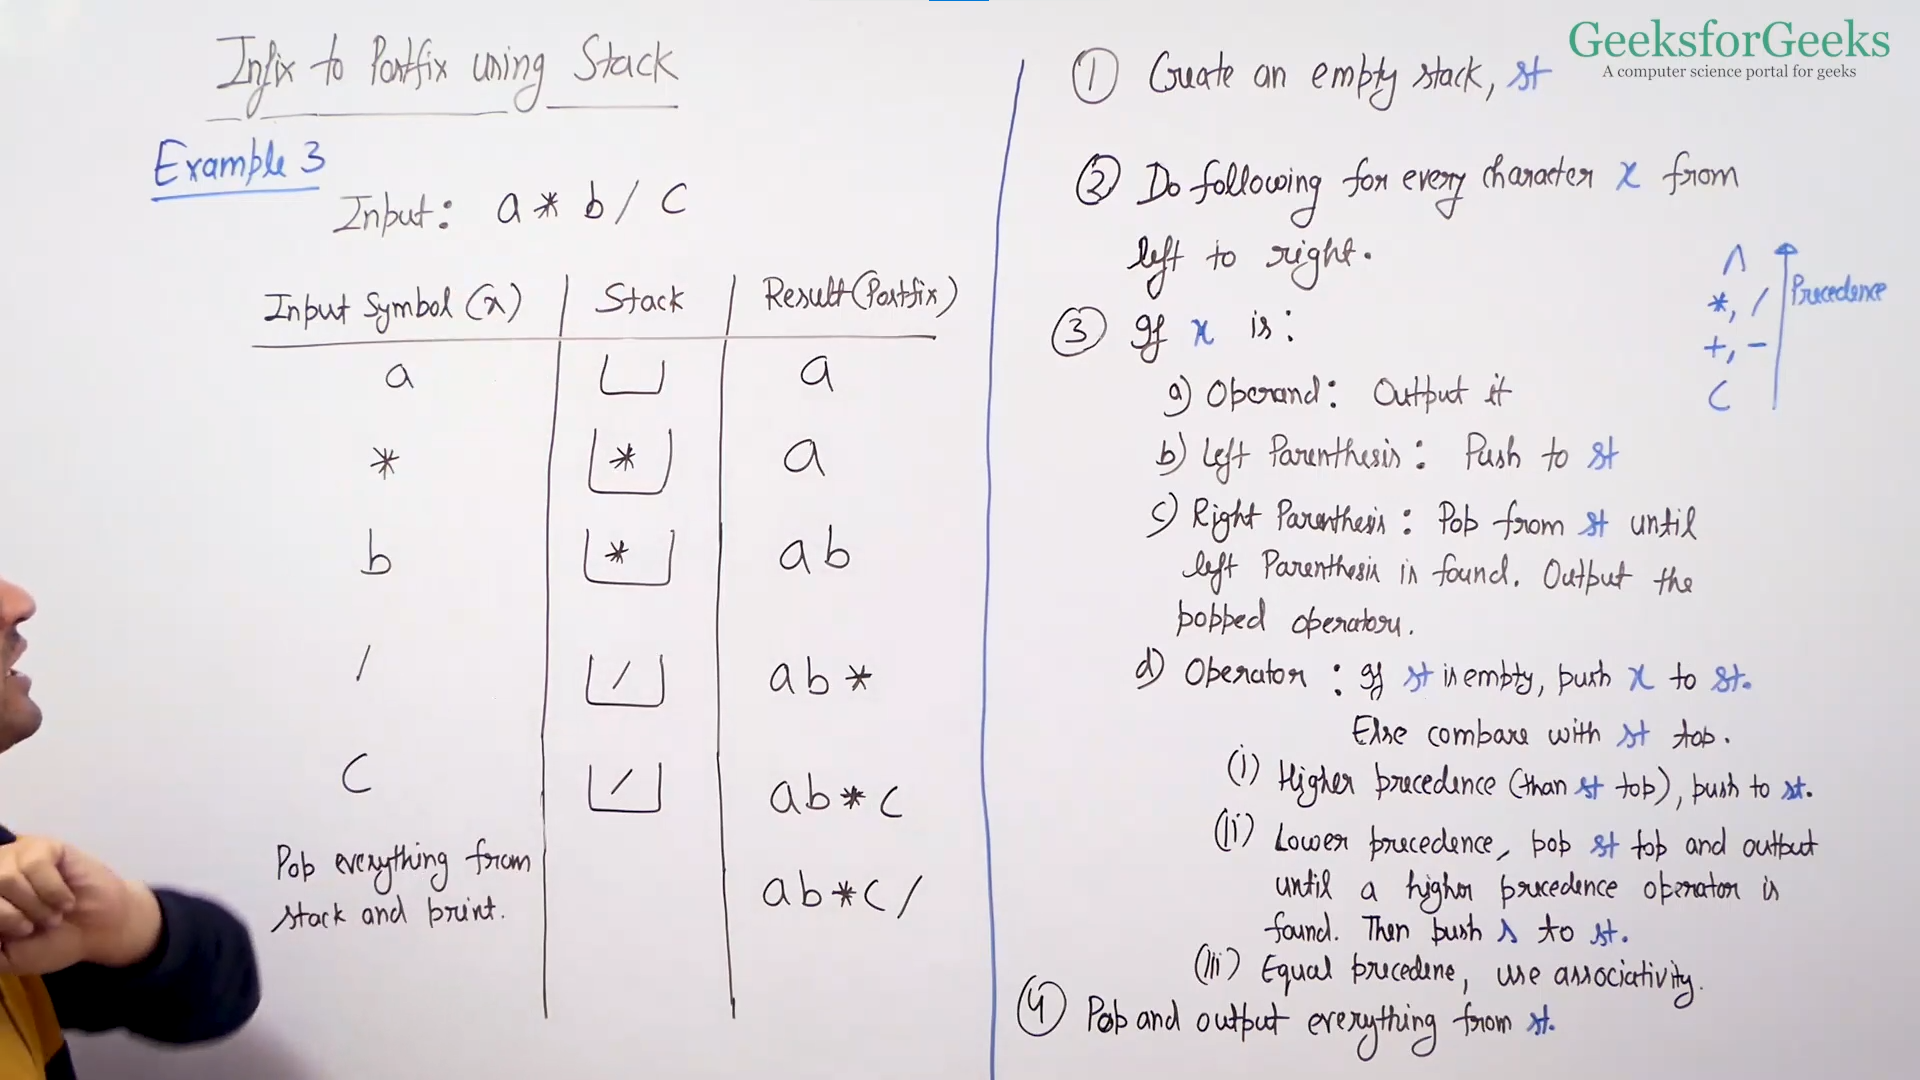 Infix to Postfix using Stack
Example 3
Input: a * b / c
Input Symbol (x) Stack Result (Postfix)
a a
* * a
b * ab
/ / ab*
c / ab*c
Pop everything from
stack and print.
ab*c/
GeeksforGeeks
A computer science portal for geeks
① Create an empty stack, st
② Do following for every character x from
left to right.
③ If x is:
a) Operand: Output it
b) Left Parenthesis: Push to st
c) Right Parenthesis: Pop from st until
left Parenthesis is found. Output the
popped operators.
d) Operator: If st is empty, push x to st.
Else compare with st top.
(i) Higher precedence (than st top), push to st.
(ii) Lower precedence, pop st top and output
until a higher precedence operator is
found. Then push s to st.
(iii) Equal precedene, use associativity.
④ Pop and output everything from st.
^
*, / Precedence
+, -
(